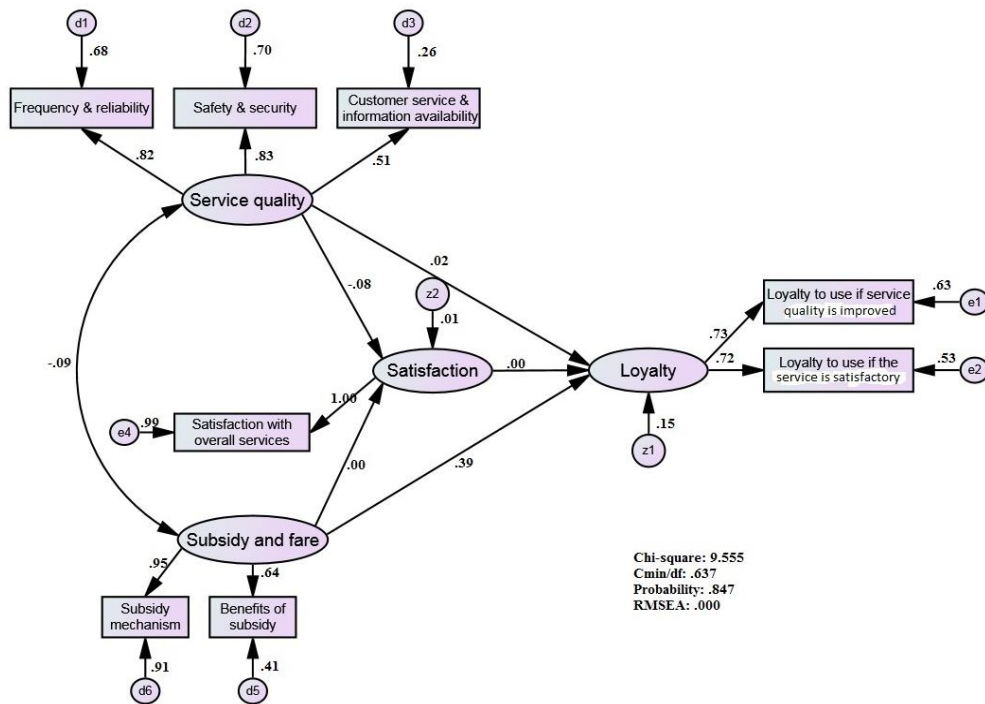 d1
d2
d3
.68
.70
.26
Frequency & reliability
Safety & security
Customer service &
information availability
.82
.83
.51
Service quality
.02
-.08
z2
.01
.63
Loyalty to use if service
quality is improved
e1
.73
-.09
Satisfaction
.00
Loyalty
.72
Loyalty to use if the
service is satisfactory
.53
e2
1.00
e4
.99
Satisfaction with
overall services
.15
z1
.00
.39
Subsidy and fare
.95
.64
Chi-square: 9.555
Cmin/df: .637
Probability: .847
RMSEA: .000
Subsidy
mechanism
Benefits of
subsidy
.91
.41
d6
d5